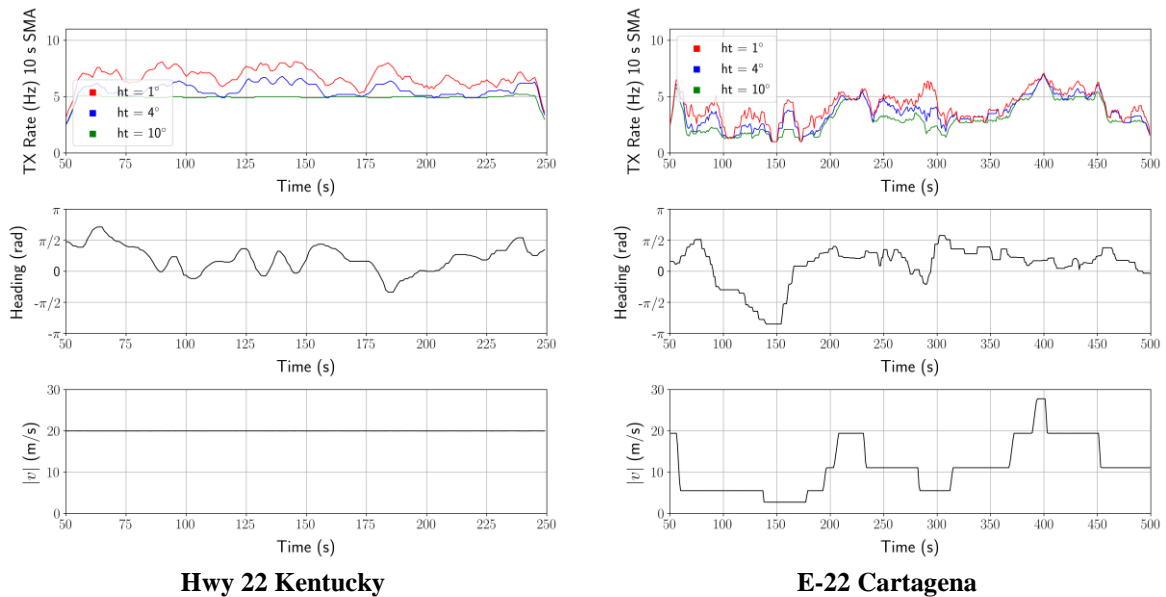 TX Rate (Hz) 10 s SMA
10
5
0
ht = 1°
ht = 4°
ht = 10°
50 75 100 125 150 175 200 225 250
Time (s)
Heading (rad)
π
π/2
0
-π/2
-π
50 75 100 125 150 175 200 225 250
Time (s)
|v| (m/s)
30
20
10
0
50 75 100 125 150 175 200 225 250
Time (s)
Hwy 22 Kentucky
TX Rate (Hz) 10 s SMA
10
5
0
ht = 1°
ht = 4°
ht = 10°
50 100 150 200 250 300 350 400 450 500
Time (s)
Heading (rad)
π
π/2
0
-π/2
-π
50 100 150 200 250 300 350 400 450 500
Time (s)
|v| (m/s)
30
20
10
0
50 100 150 200 250 300 350 400 450 500
Time (s)
E-22 Cartagena